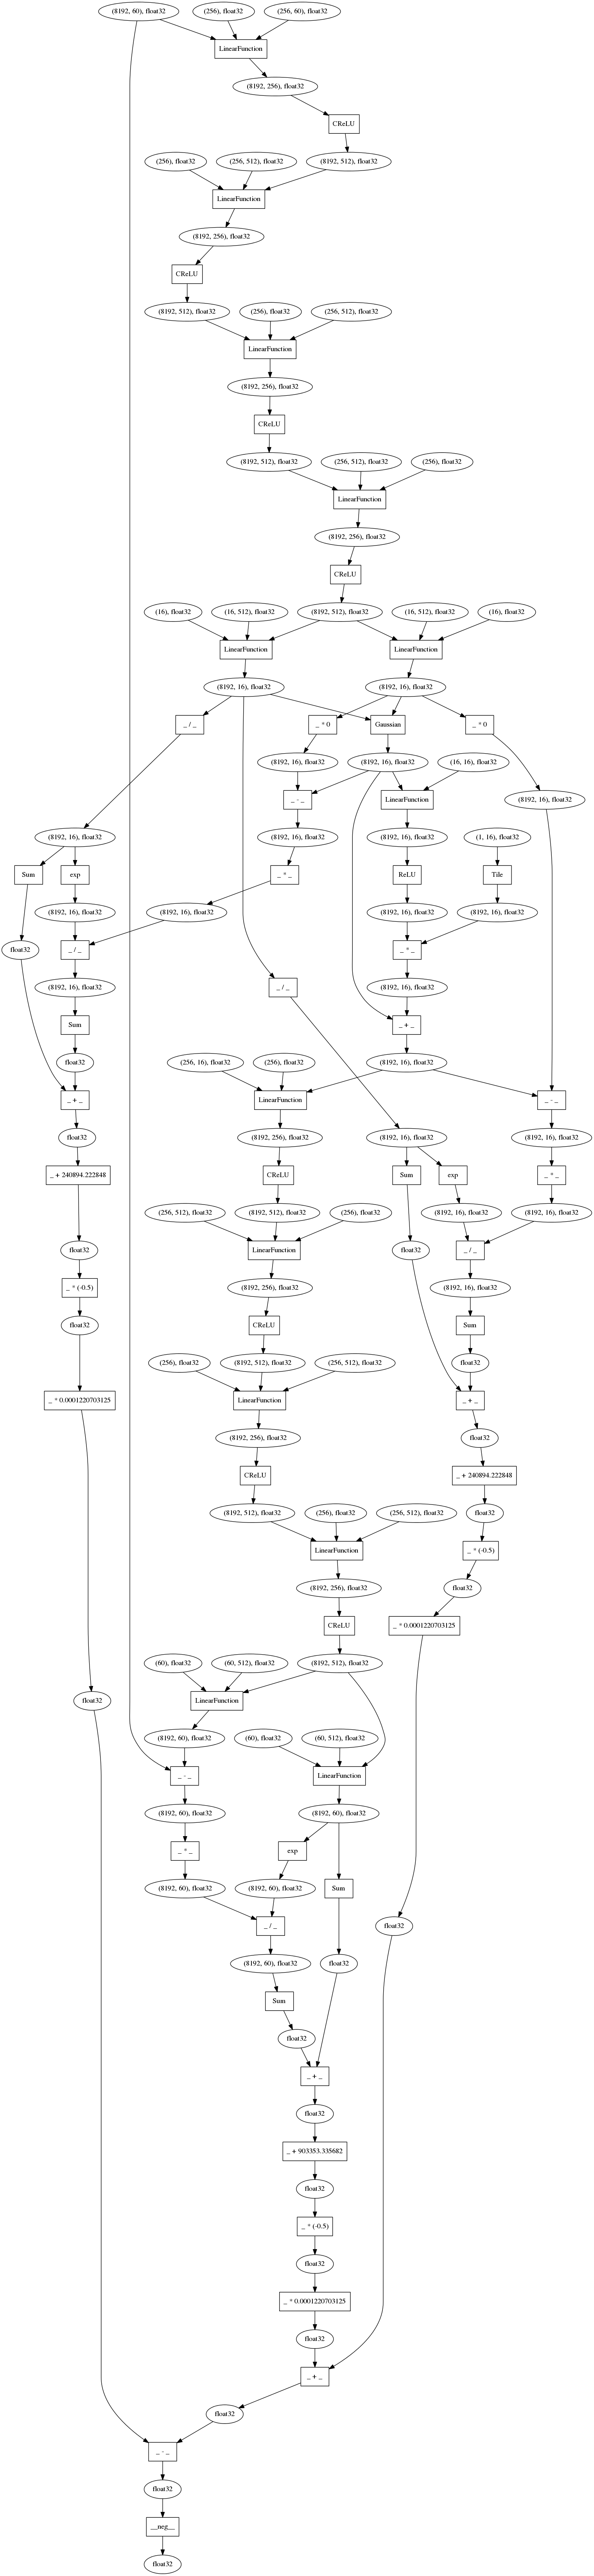 (8192, 60), float32
(256), float32
(256, 60), float32
LinearFunction
(8192, 256), float32
CReLU
(256), float32
(256, 512), float32
(8192, 512), float32
LinearFunction
(8192, 256), float32
CReLU
(8192, 512), float32
(256), float32
(256, 512), float32
LinearFunction
(8192, 256), float32
CReLU
(8192, 512), float32
(256, 512), float32
(256), float32
LinearFunction
(8192, 256), float32
CReLU
(16), float32
(16, 512), float32
(8192, 512), float32
(16, 512), float32
(16), float32
LinearFunction
LinearFunction
(8192, 16), float32
(8192, 16), float32
_ / _
_ * 0
Gaussian
_ * 0
(8192, 16), float32
(8192, 16), float32
(16, 16), float32
_ - _
LinearFunction
(8192, 16), float32
(8192, 16), float32
(8192, 16), float32
(8192, 16), float32
(1, 16), float32
Sum
exp
_ * _
ReLU
Tile
(8192, 16), float32
(8192, 16), float32
(8192, 16), float32
(8192, 16), float32
float32
_ / _
_ * _
(8192, 16), float32
_ / _
(8192, 16), float32
Sum
_ + _
float32
(256, 16), float32
(256), float32
(8192, 16), float32
_ + _
LinearFunction
_ - _
float32
(8192, 256), float32
(8192, 16), float32
(8192, 16), float32
_ + 240894.222848
CReLU
Sum
exp
_ * _
(256, 512), float32
(8192, 512), float32
(256), float32
(8192, 16), float32
(8192, 16), float32
float32
LinearFunction
float32
_ / _
_ * (-0.5)
(8192, 256), float32
(8192, 16), float32
float32
CReLU
Sum
(256), float32
(8192, 512), float32
(256, 512), float32
float32
_ * 0.0001220703125
LinearFunction
_ + _
(8192, 256), float32
float32
CReLU
_ + 240894.222848
(8192, 512), float32
(256), float32
(256, 512), float32
float32
LinearFunction
_ * (-0.5)
(8192, 256), float32
float32
CReLU
_ * 0.0001220703125
(60), float32
(60, 512), float32
(8192, 512), float32
float32
LinearFunction
(8192, 60), float32
(60), float32
(60, 512), float32
_ - _
LinearFunction
(8192, 60), float32
(8192, 60), float32
_ * _
exp
(8192, 60), float32
(8192, 60), float32
Sum
_ / _
float32
(8192, 60), float32
float32
Sum
float32
_ + _
float32
_ + 903353.335682
float32
_ * (-0.5)
float32
_ * 0.0001220703125
float32
_ + _
float32
_ - _
float32
__neg__
float32